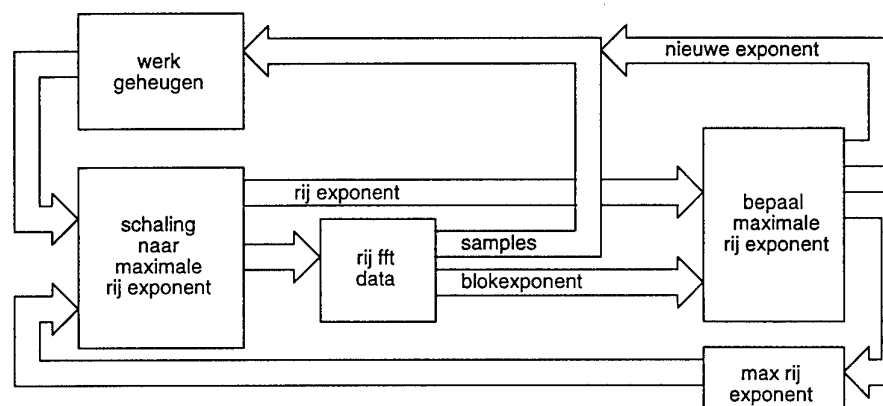 werk
geheugen
nieuwe exponent
rij exponent
schaling
naar
maximale
rij exponent
rij fft
data
samples
blokexponent
bepaal
maximale
rij exponent
max rij
exponent